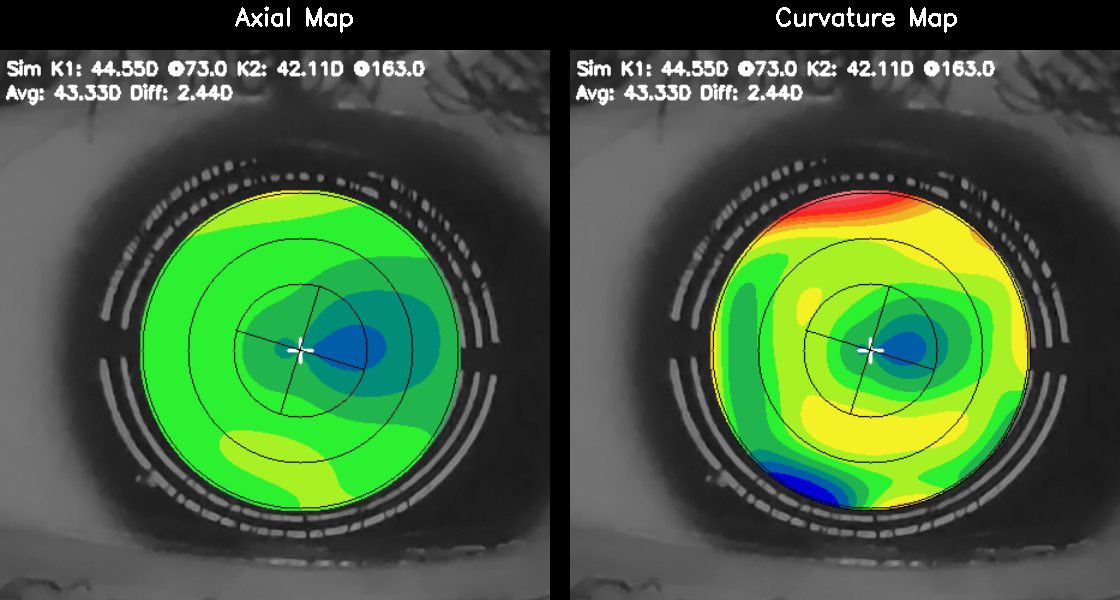 Axial Map
Curvature Map
Sim K1: 44.55D @73.0 K2: 42.11D @163.0
Avg: 43.33D Diff: 2.44D
Sim K1: 44.55D @73.0 K2: 42.11D @163.0
Avg: 43.33D Diff: 2.44D